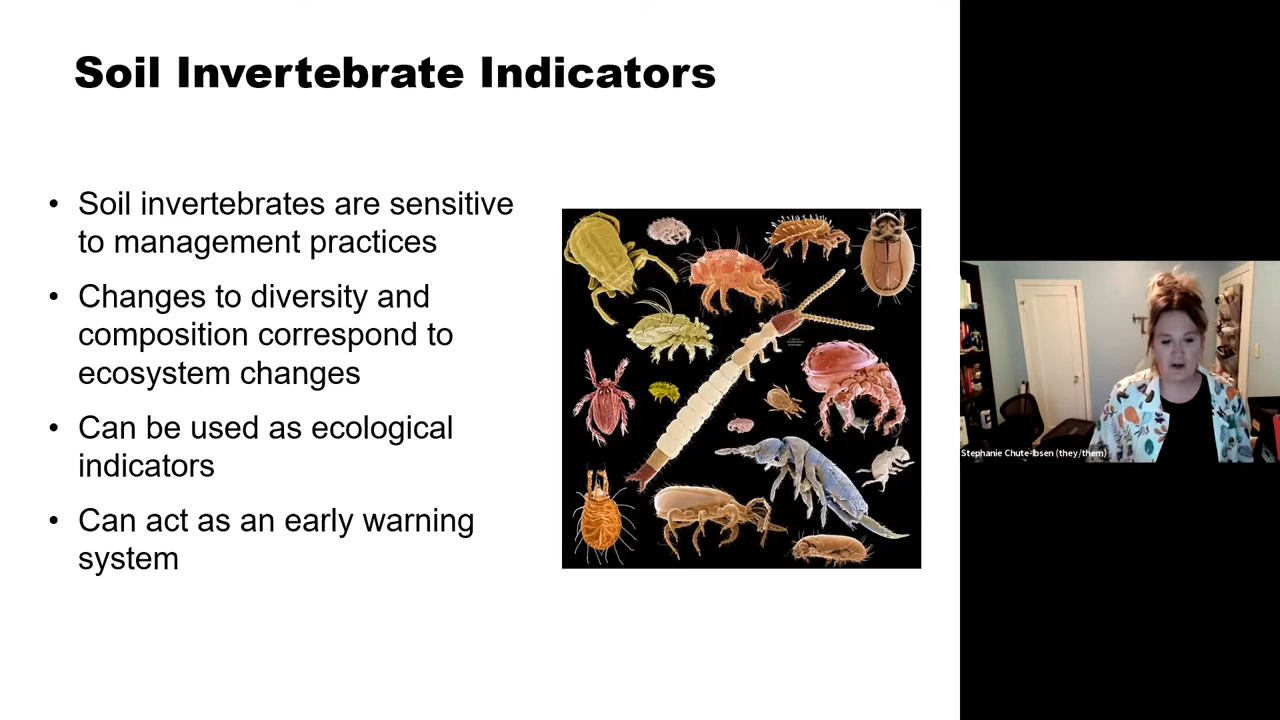 Soil Invertebrate Indicators
• Soil invertebrates are sensitive
to management practices
• Changes to diversity and
composition correspond to
ecosystem changes
• Can be used as ecological
indicators
• Can act as an early warning
system
Stephanie Chute-Ibsen (they/them)